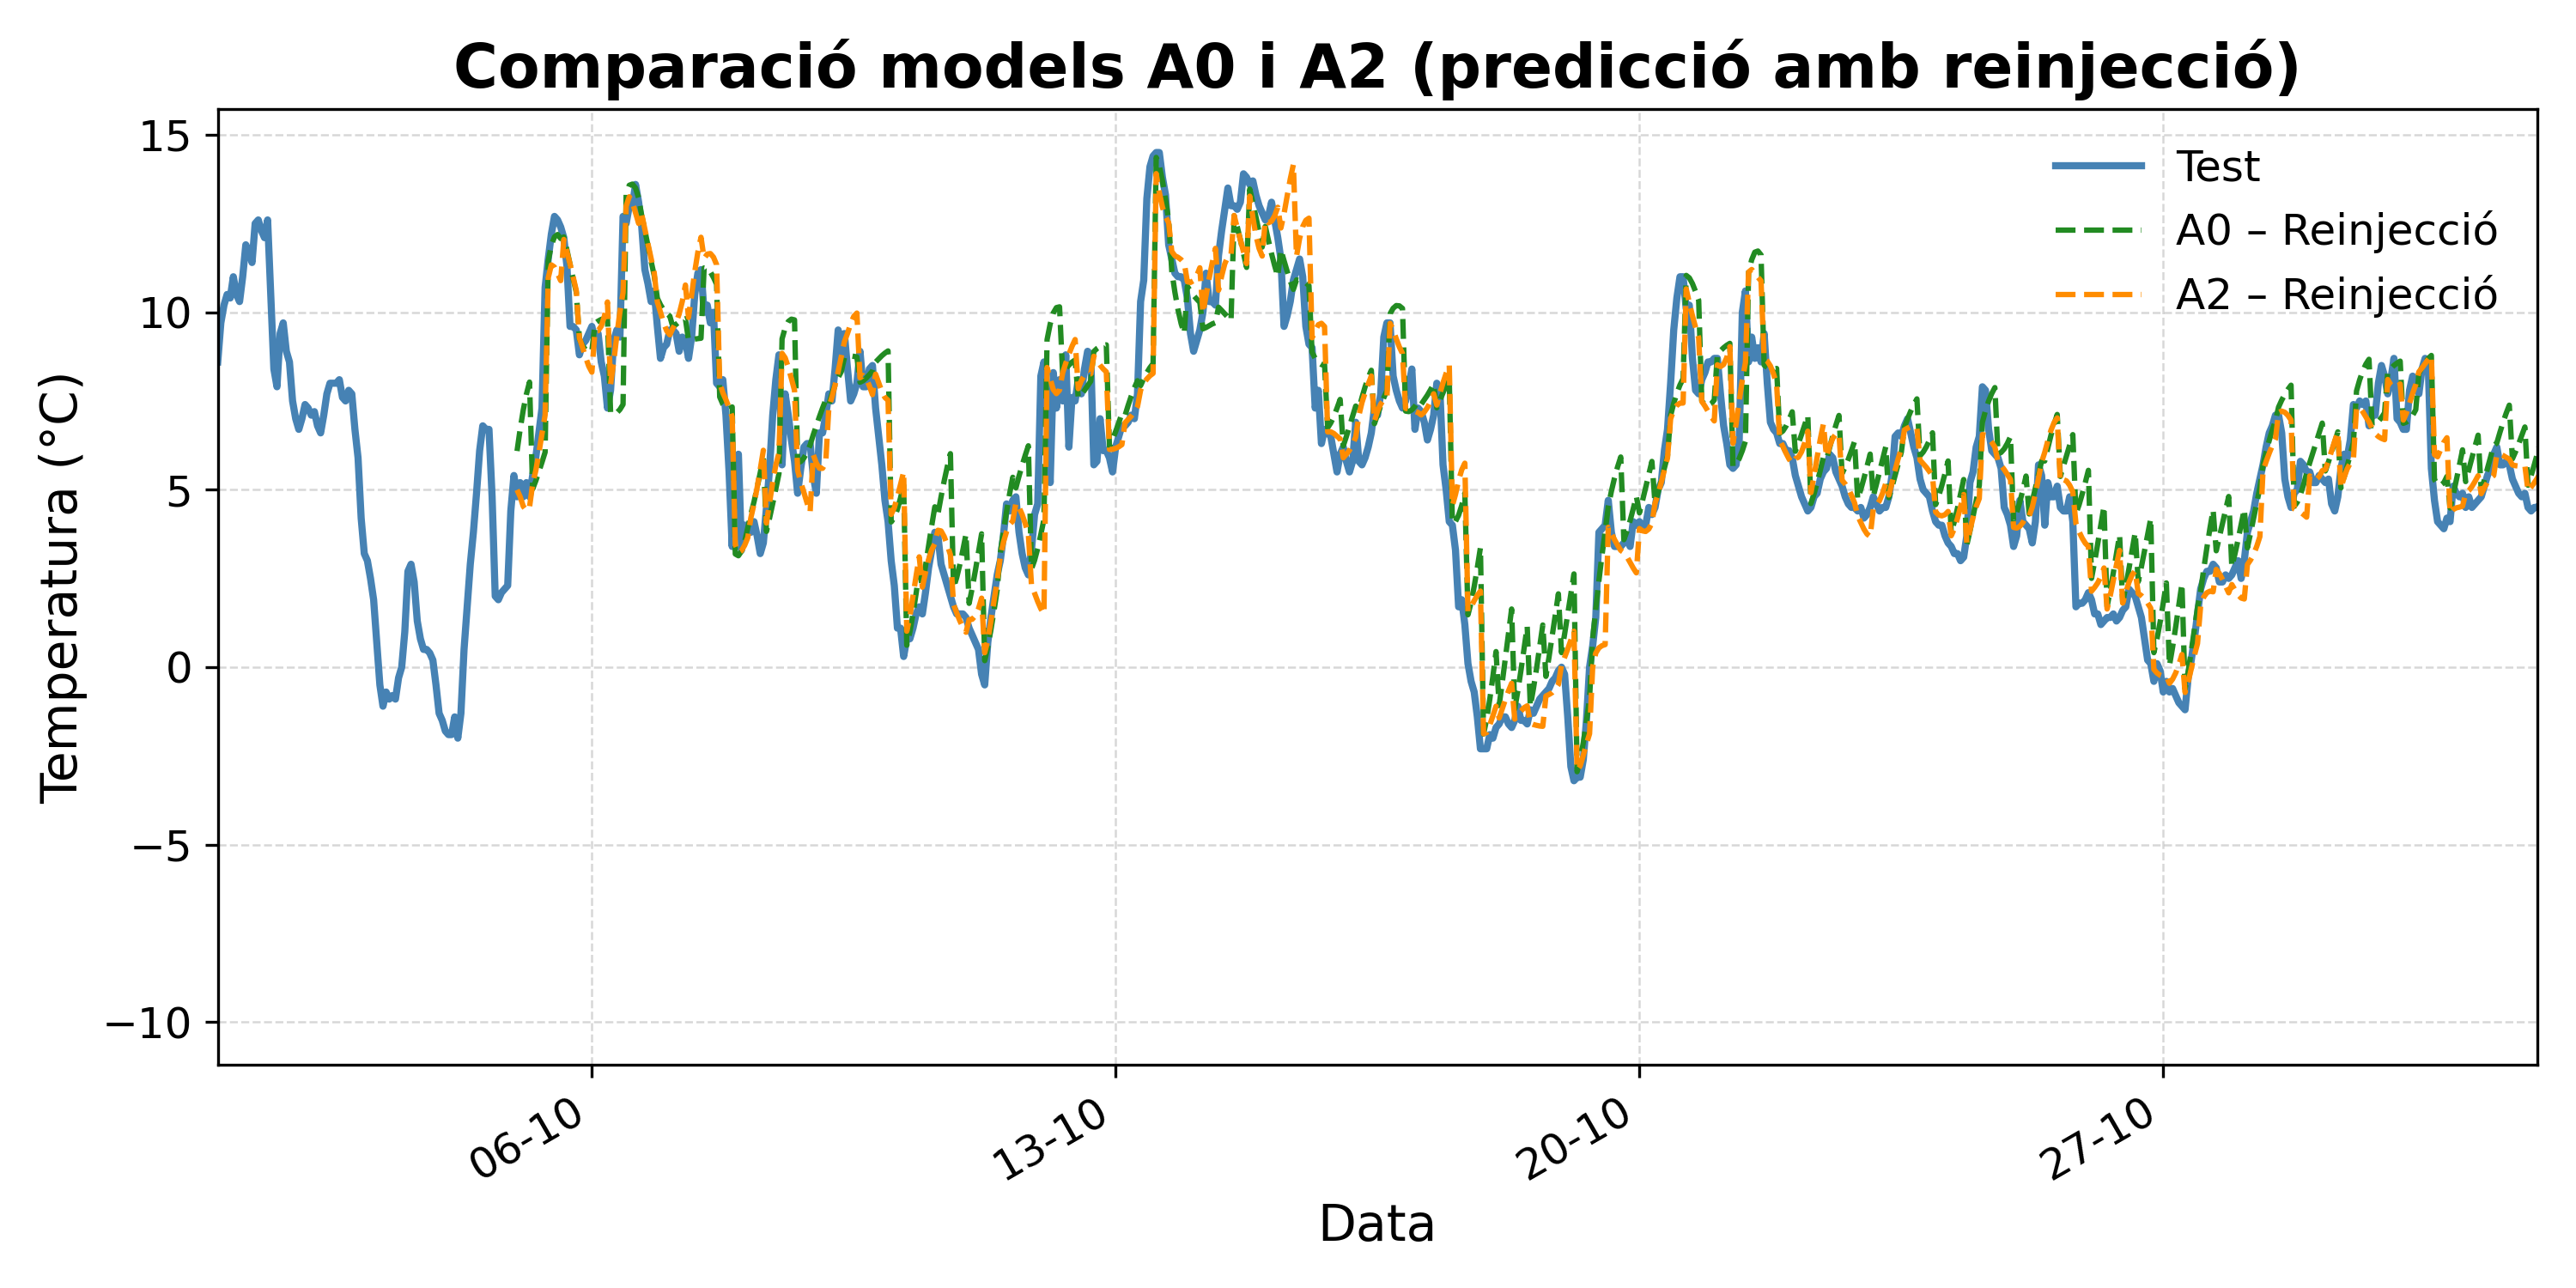 Comparació models A0 i A2 (predicció amb reinjecció)
Test
A0 – Reinjecció
A2 – Reinjecció
Temperatura (°C)
15
10
5
0
−5
−10
06-10
13-10
20-10
27-10
Data